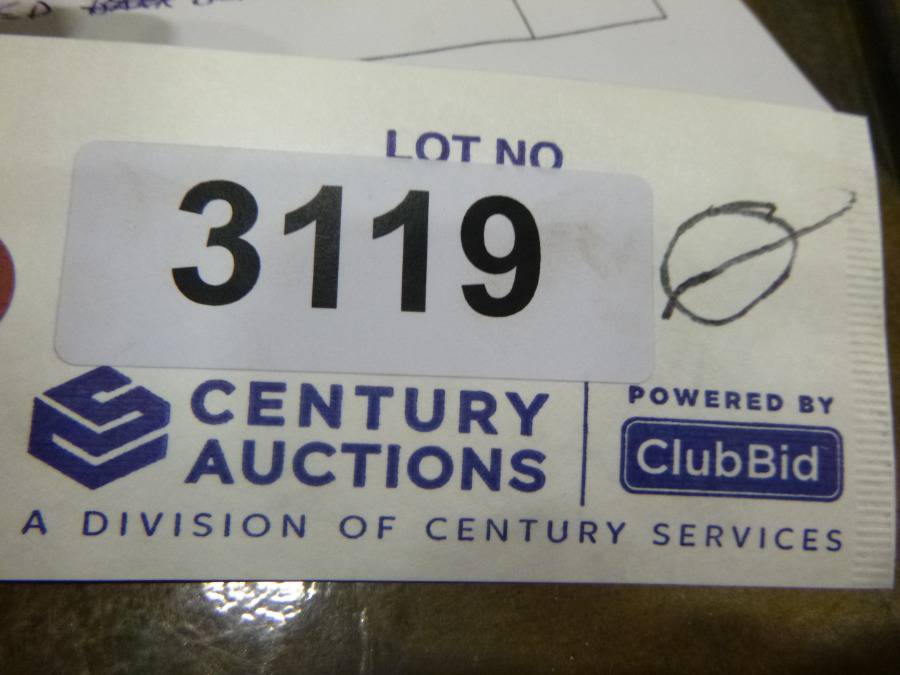 LOT NO
3119
CENTURY
AUCTIONS
POWERED BY
ClubBid
A DIVISION OF CENTURY SERVICES